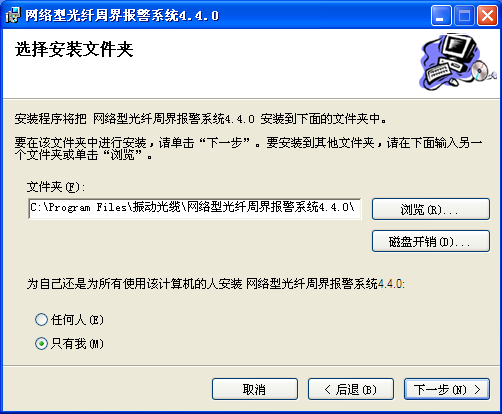 网络型光纤周界报警系统4.4.0
选择安装文件夹
安装程序将把 网络型光纤周界报警系统4.4.0 安装到下面的文件夹中。
要在该文件夹中进行安装，请单击“下一步”。要安装到其他文件夹，请在下面输入另一
个文件夹或单击“浏览”。
文件夹(F):
C:\Program Files\振动光缆\网络型光纤周界报警系统4.4.0\
浏览(R)...
磁盘开销(D)...
为自己还是为所有使用该计算机的人安装 网络型光纤周界报警系统4.4.0:
任何人(E)
只有我(M)
取消
< 后退(B)
下一步(N) >